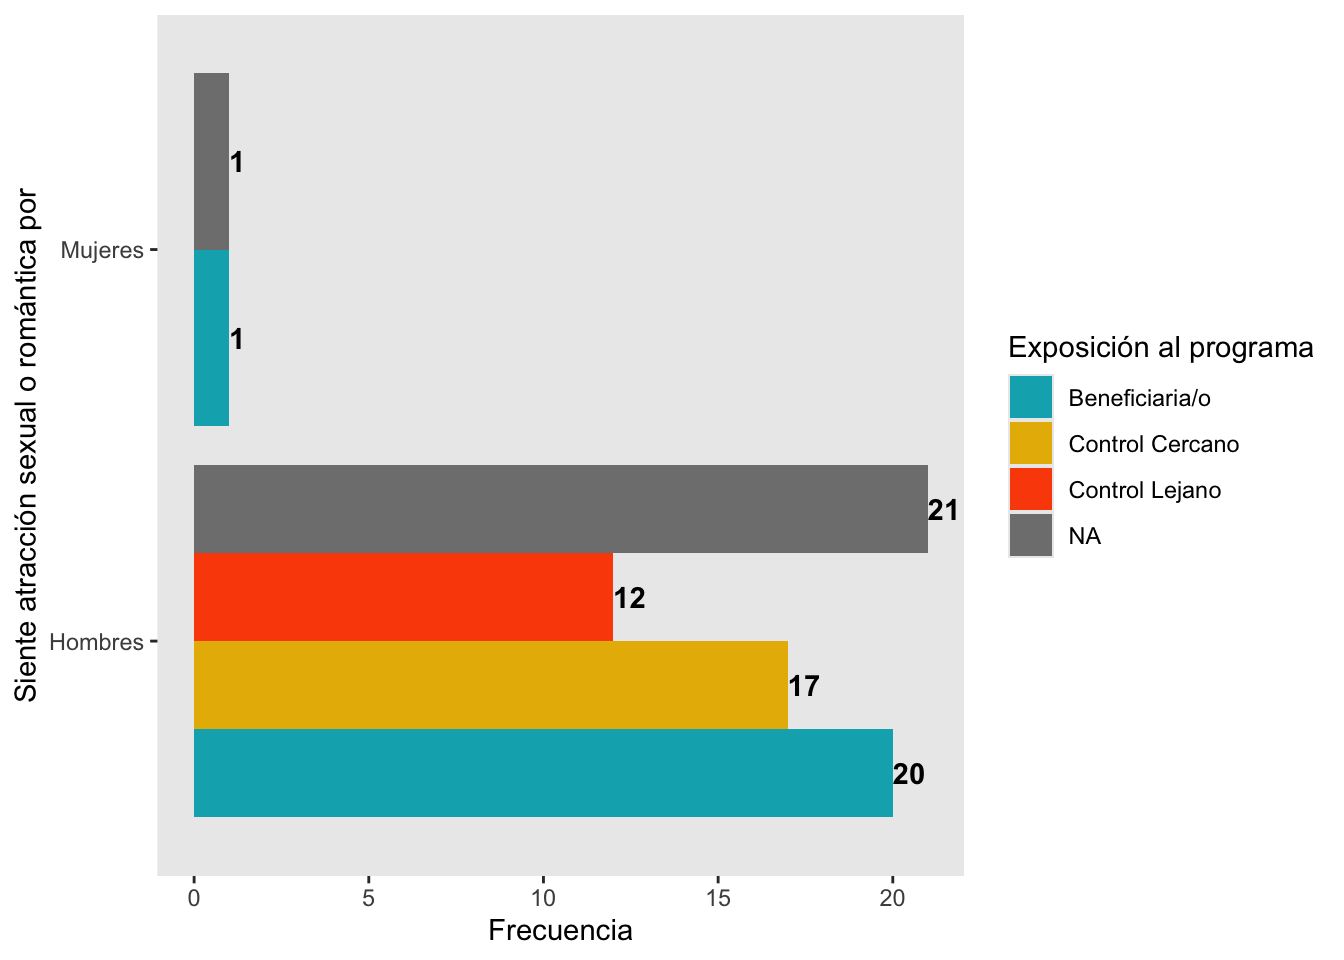 Siente atracción sexual o romántica por
Mujeres
1
1
Hombres
21
12
17
20
0 5 10 15 20
Frecuencia
Exposición al programa
Beneficiaria/o
Control Cercano
Control Lejano
NA